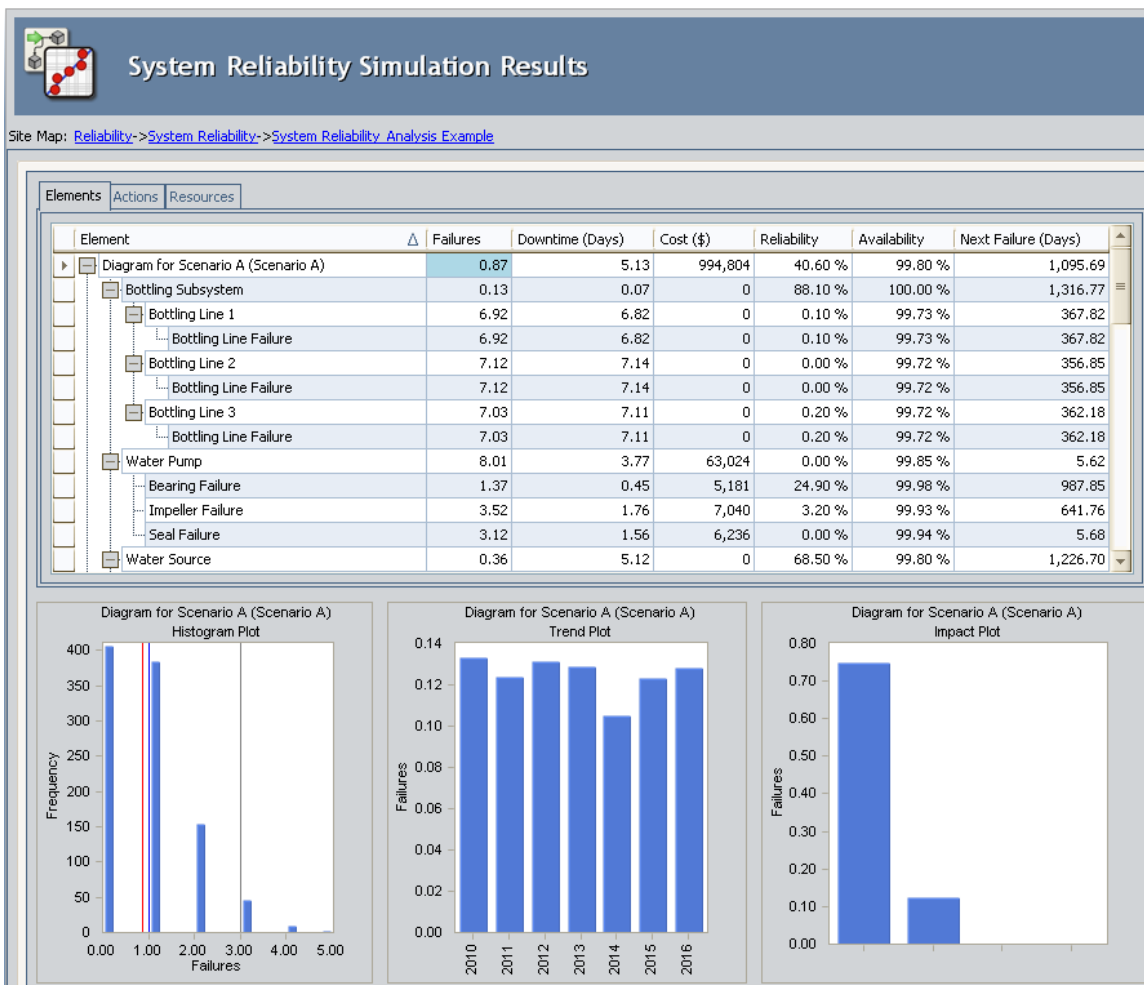 System Reliability Simulation Results
Site Map: Reliability->System Reliability->System Reliability Analysis Example
Elements Actions Resources
Element Failures Downtime (Days) Cost ($) Reliability Availability Next Failure (Days)
Diagram for Scenario A (Scenario A) 0.87 5.13 994,804 40.60 % 99.80 % 1,095.69
Bottling Subsystem 0.13 0.07 0 88.10 % 100.00 % 1,316.77
Bottling Line 1 6.92 6.82 0 0.10 % 99.73 % 367.82
Bottling Line Failure 6.92 6.82 0 0.10 % 99.73 % 367.82
Bottling Line 2 7.12 7.14 0 0.00 % 99.72 % 356.85
Bottling Line Failure 7.12 7.14 0 0.00 % 99.72 % 356.85
Bottling Line 3 7.03 7.11 0 0.20 % 99.72 % 362.18
Bottling Line Failure 7.03 7.11 0 0.20 % 99.72 % 362.18
Water Pump 8.01 3.77 63,024 0.00 % 99.85 % 5.62
Bearing Failure 1.37 0.45 5,181 24.90 % 99.98 % 987.85
Impeller Failure 3.52 1.76 7,040 3.20 % 99.93 % 641.76
Seal Failure 3.12 1.56 6,236 0.00 % 99.94 % 5.68
Water Source 0.36 5.12 0 68.50 % 99.80 % 1,226.70
Diagram for Scenario A (Scenario A)
Histogram Plot
400
350
300
250
200
150
100
50
0
Frequency
0.00 1.00 2.00 3.00 4.00 5.00
Failures
Diagram for Scenario A (Scenario A)
Trend Plot
0.14
0.12
0.10
0.08
0.06
0.04
0.02
0.00
Failures
2010 2011 2012 2013 2014 2015 2016
Diagram for Scenario A (Scenario A)
Impact Plot
0.80
0.70
0.60
0.50
0.40
0.30
0.20
0.10
0.00
Failures